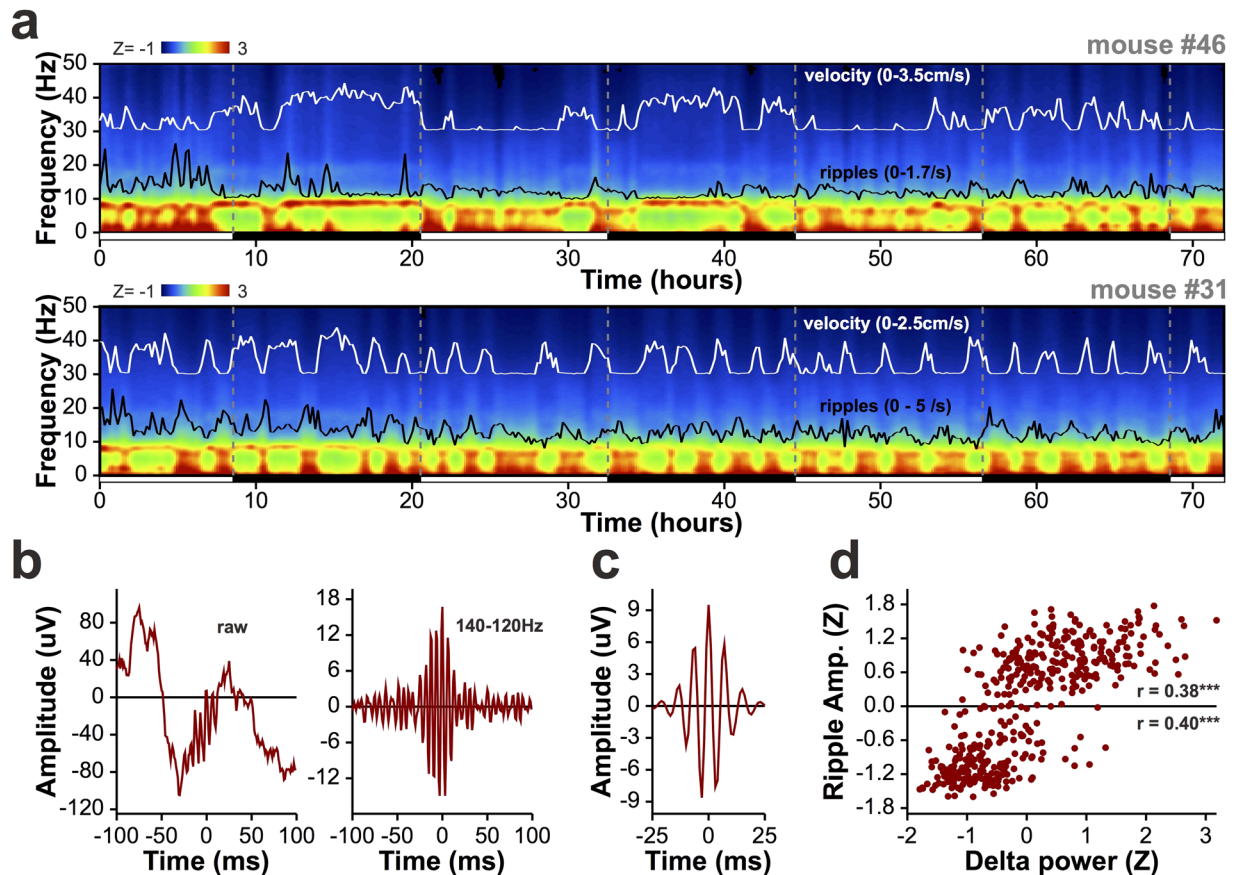 a
Z= -1 3
mouse #46
Frequency (Hz)
50
40
30
20
10
0
velocity (0-3.5cm/s)
ripples (0-1.7/s)
0 10 20 30 40 50 60 70
Time (hours)
Z= -1 3
mouse #31
Frequency (Hz)
50
40
30
20
10
0
velocity (0-2.5cm/s)
ripples (0 - 5 /s)
0 10 20 30 40 50 60 70
Time (hours)
b
Amplitude (uV)
80
40
0
-40
-80
-120
raw
-100 -50 0 50 100
Time (ms)
18
12
6
0
-6
-12
140-120Hz
-100 -50 0 50 100
Time (ms)
c
Amplitude (uV)
9
6
3
0
-3
-6
-9
-25 0 25
Time (ms)
d
Ripple Amp. (Z)
1.8
1.2
0.6
0.0
-0.6
-1.2
-1.8
r = 0.38***
r = 0.40***
-2 -1 0 1 2 3
Delta power (Z)